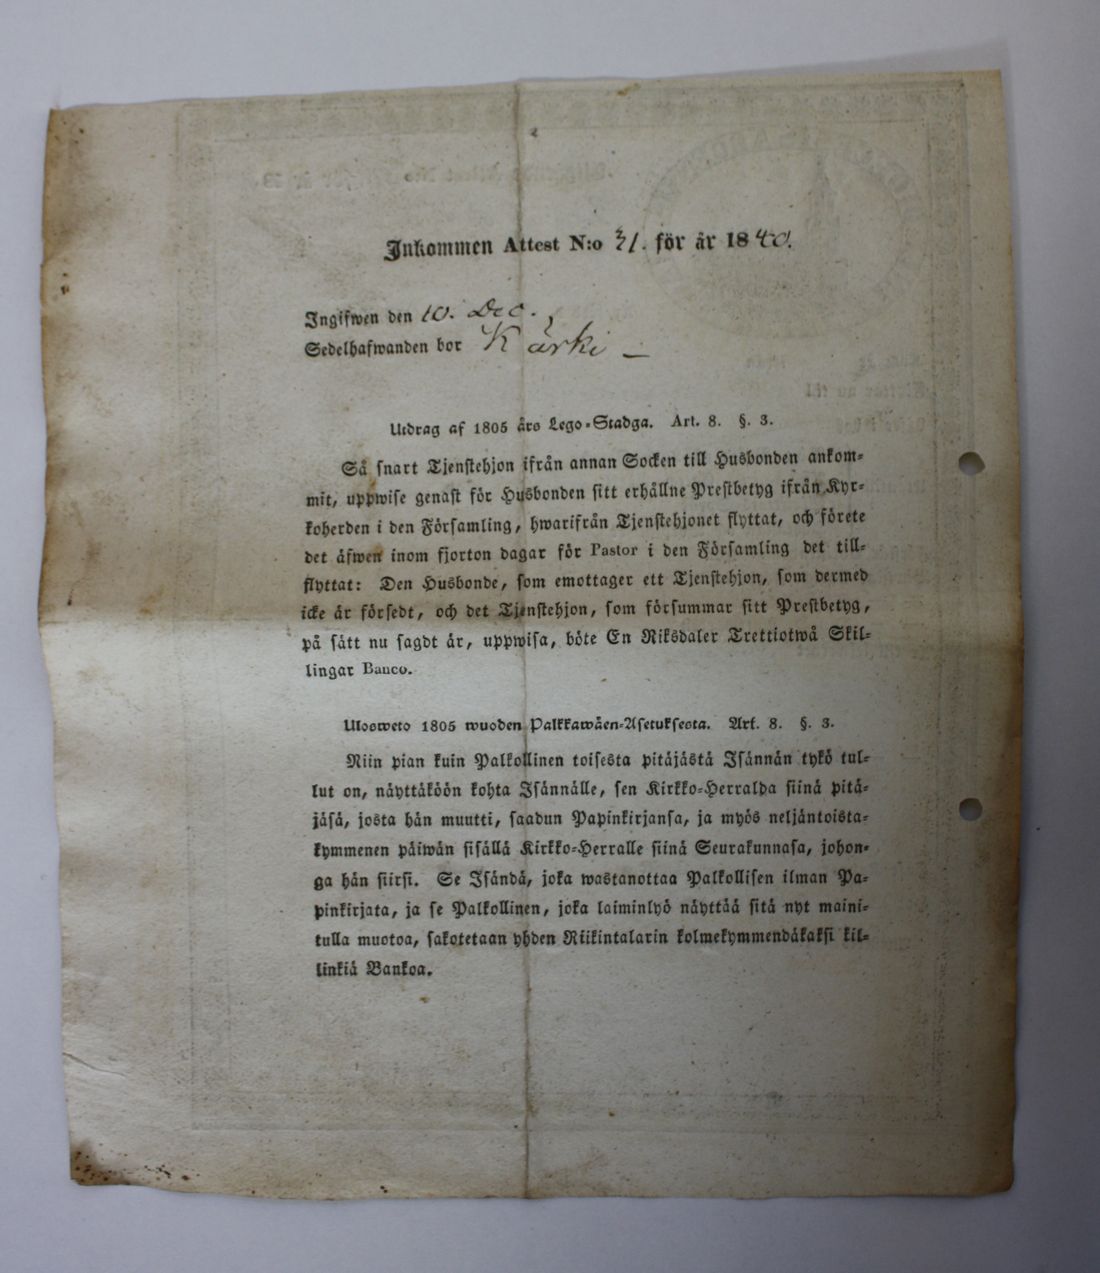 Inkommen Attest N:o 31. för år 1840.
Ingifwen den 10. Dec.
Sedelhafwanden bor Kärki —
Utdrag af 1805 års Lego-Stadga. Art. 8. §. 3.
Så snart Tjenstehjon ifrån annan Socken till Husbonden ankom-
mit, uppwise genast för Husbonden sitt erhållne Prestbetyg ifrån Kyr-
koherden i den Församling, hwarifrån Tjenstehjonet flyttat, och förete
det äfwen inom fjorton dagar för Pastor i den Församling det till-
flyttat: Den Husbonde, som emottager ett Tjenstehjon, som dermed
icke är försedt, och det Tjenstehjon, som försummar sitt Prestbetyg,
på sätt nu sagdt är, uppwisa, böte En Riksdaler Trettiotwå Skil-
lingar Banco.
Ulosweto 1805 wuoden Palkkawäen-Asetuksesta. Art. 8. §. 3.
Niin pian kuin Palkollinen toisesta pitäjästä Isännän tykö tul-
lut on, näyttäköön kohta Isännälle, sen Kirkko-Herralda siinä pitä-
jäsä, josta hän muutti, saadun Papinkirjansa, ja myös neljäntoista-
kymmenen päiwän sisällä Kirkko-Herralle siinä Seurakunnasa, johon-
ga hän siirsi. Se Isändä, joka wastanottaa Palkollisen ilman Pa-
pinkirjata, ja se Palkollinen, joka laiminlyö näyttää sitä nyt maini-
tulla muotoa, sakotetaan yhden Riikintalarin kolmekymmendäkaksi kil-
linkiä Bankoa.